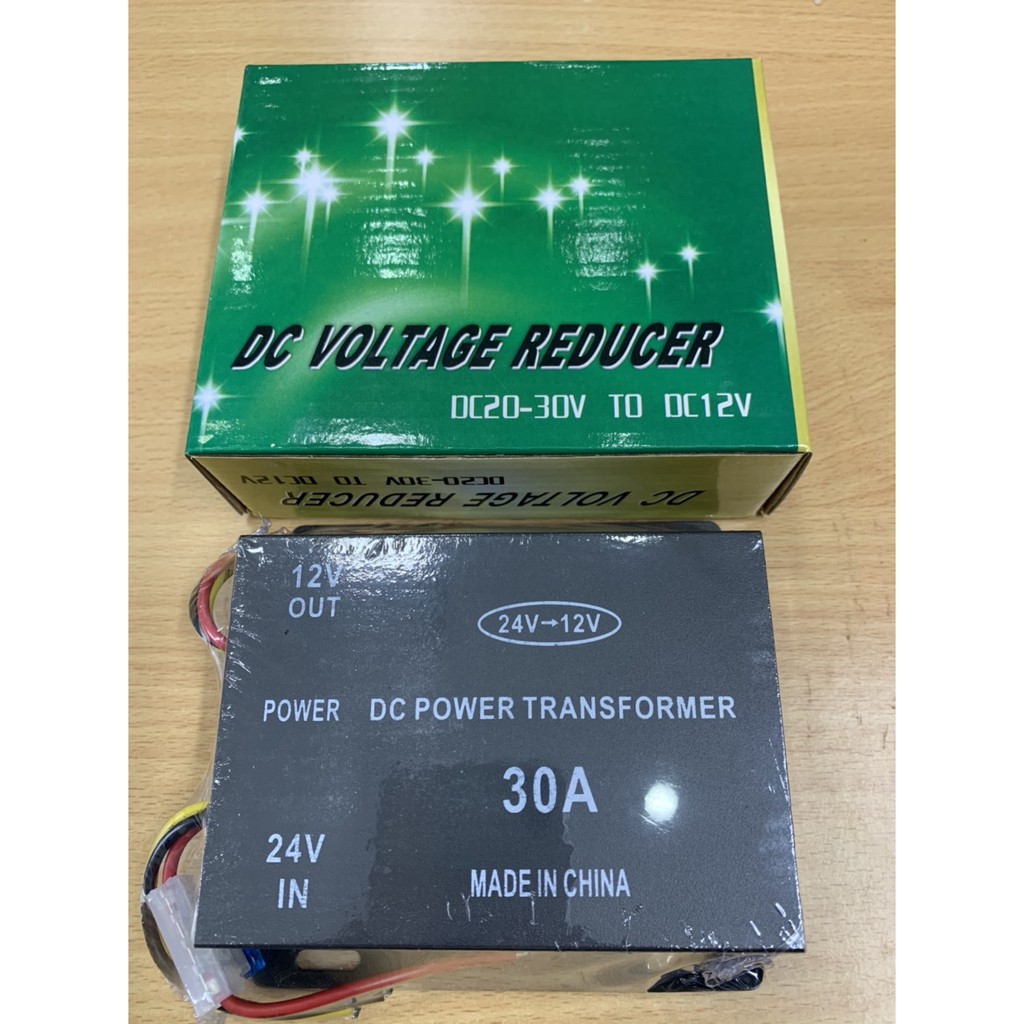 DC VOLTAGE REDUCER
DC20-30V TO DC12V
DC VOLTAGE REDUCER
DC20-30V TO DC12V
12V
OUT
24V→12V
POWER
DC POWER TRANSFORMER
30A
24V
IN
MADE IN CHINA